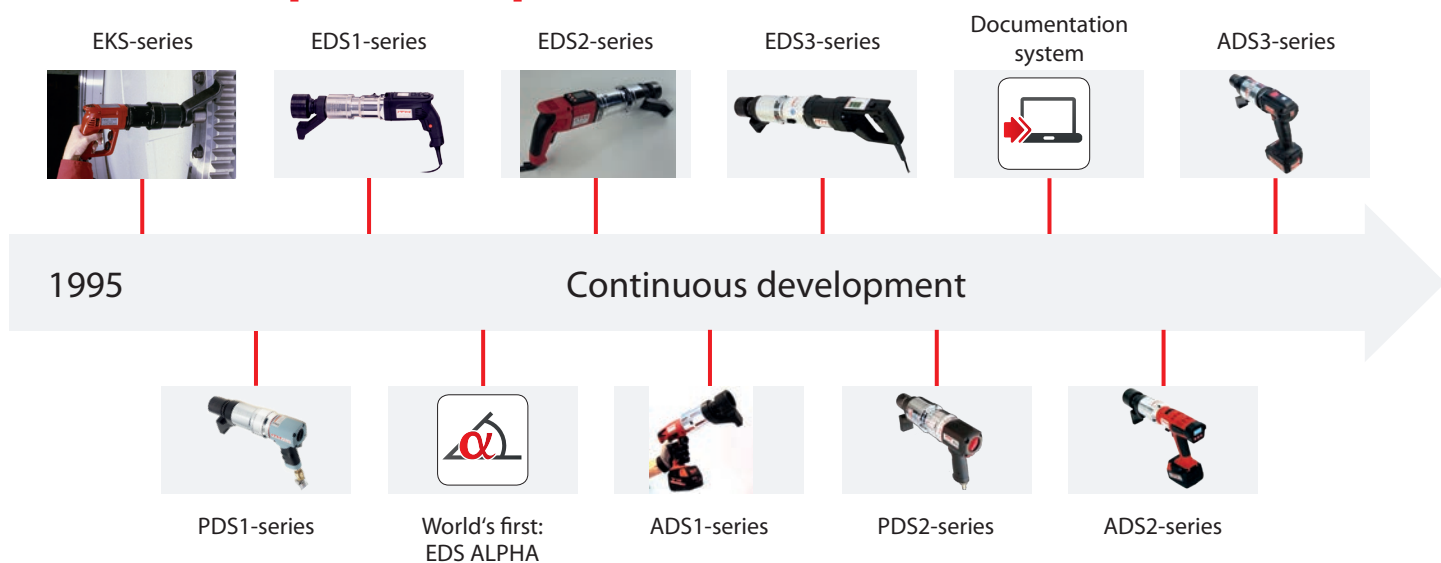 EKS-series
EDS1-series
EDS2-series
EDS3-series
Documentation
system
ADS3-series
1995
Continuous development
α
PDS1-series
World‘s first:
EDS ALPHA
ADS1-series
PDS2-series
ADS2-series